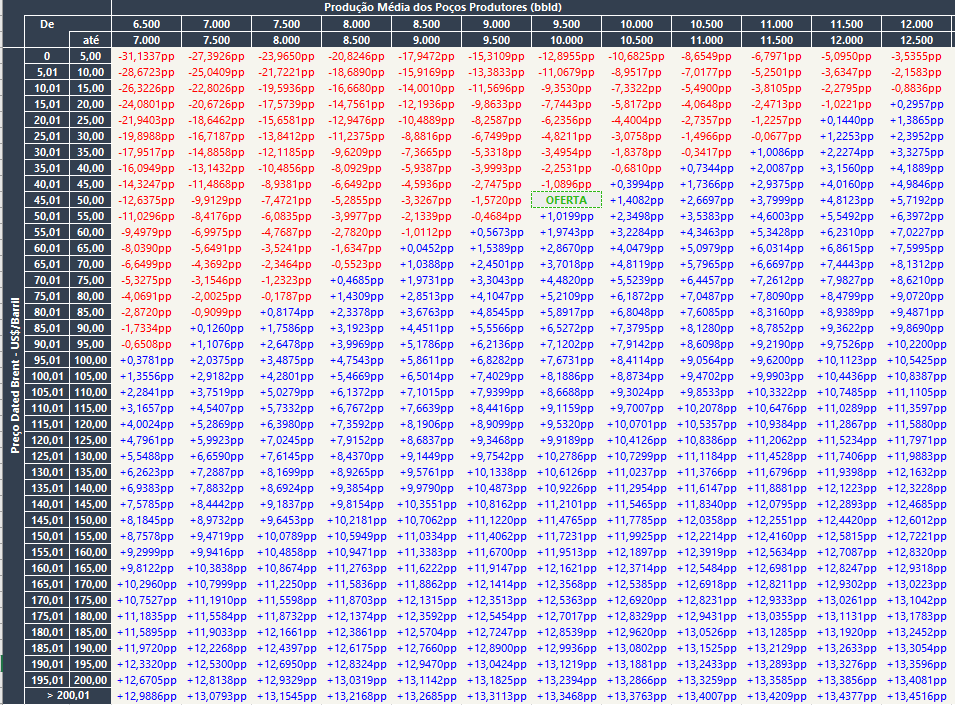 Produção Média dos Poços Produtores (bbld)
De 6.500 7.000 7.500 8.000 8.500 9.000 9.500 10.000 10.500 11.000 11.500 12.000
até 7.000 7.500 8.000 8.500 9.000 9.500 10.000 10.500 11.000 11.500 12.000 12.500
Preço Dated Brent - US$/Barril
0 5,00 -31,1337pp -27,3926pp -23,9650pp -20,8246pp -17,9472pp -15,3109pp -12,8955pp -10,6825pp -8,6549pp -6,7971pp -5,0950pp -3,5355pp
5,01 10,00 -28,6723pp -25,0409pp -21,7221pp -18,6890pp -15,9169pp -13,3833pp -11,0679pp -8,9517pp -7,0177pp -5,2501pp -3,6347pp -2,1583pp
10,01 15,00 -26,3226pp -22,8026pp -19,5936pp -16,6680pp -14,0010pp -11,5696pp -9,3530pp -7,3322pp -5,4900pp -3,8105pp -2,2795pp -0,8836pp
15,01 20,00 -24,0801pp -20,6726pp -17,5739pp -14,7561pp -12,1936pp -9,8633pp -7,7443pp -5,8172pp -4,0648pp -2,4713pp -1,0221pp +0,2957pp
20,01 25,00 -21,9403pp -18,6462pp -15,6581pp -12,9476pp -10,4889pp -8,2587pp -6,2356pp -4,4004pp -2,7357pp -1,2257pp +0,1440pp +1,3865pp
25,01 30,00 -19,8988pp -16,7187pp -13,8412pp -11,2375pp -8,8816pp -6,7499pp -4,8211pp -3,0758pp -1,4966pp -0,0677pp +1,2253pp +2,3952pp
30,01 35,00 -17,9517pp -14,8858pp -12,1185pp -9,6209pp -7,3665pp -5,3318pp -3,4954pp -1,8378pp -0,3417pp +1,0086pp +2,2274pp +3,3275pp
35,01 40,00 -16,0949pp -13,1432pp -10,4856pp -8,0929pp -5,9387pp -3,9993pp -2,2531pp -0,6810pp +0,7344pp +2,0087pp +3,1560pp +4,1889pp
40,01 45,00 -14,3247pp -11,4868pp -8,9381pp -6,6492pp -4,5936pp -2,7475pp -1,0896pp +0,3994pp +1,7366pp +2,9375pp +4,0160pp +4,9846pp
45,01 50,00 -12,6375pp -9,9129pp -7,4721pp -5,2855pp -3,3267pp -1,5720pp OFERTA +1,4082pp +2,6697pp +3,7999pp +4,8123pp +5,7192pp
50,01 55,00 -11,0296pp -8,4176pp -6,0835pp -3,9977pp -2,1339pp -0,4684pp +1,0199pp +2,3498pp +3,5383pp +4,6003pp +5,5492pp +6,3972pp
55,01 60,00 -9,4979pp -6,9975pp -4,7687pp -2,7820pp -1,0112pp +0,5673pp +1,9743pp +3,2284pp +4,3463pp +5,3428pp +6,2310pp +7,0227pp
60,01 65,00 -8,0390pp -5,6491pp -3,5241pp -1,6347pp +0,0452pp +1,5389pp +2,8670pp +4,0479pp +5,0979pp +6,0314pp +6,8615pp +7,5995pp
65,01 70,00 -6,6499pp -4,3692pp -2,3464pp -0,5523pp +1,0388pp +2,4501pp +3,7018pp +4,8119pp +5,7965pp +6,6697pp +7,4443pp +8,1312pp
70,01 75,00 -5,3275pp -3,1546pp -1,2323pp +0,4685pp +1,9731pp +3,3043pp +4,4820pp +5,5239pp +6,4457pp +7,2612pp +7,9827pp +8,6210pp
75,01 80,00 -4,0691pp -2,0025pp -0,1787pp +1,4309pp +2,8513pp +4,1047pp +5,2109pp +6,1872pp +7,0487pp +7,8090pp +8,4799pp +9,0720pp
80,01 85,00 -2,8720pp -0,9099pp +0,8174pp +2,3378pp +3,6763pp +4,8545pp +5,8917pp +6,8048pp +7,6085pp +8,3160pp +8,9389pp +9,4871pp
85,01 90,00 -1,7334pp +0,1260pp +1,7586pp +3,1923pp +4,4511pp +5,5566pp +6,5272pp +7,3795pp +8,1280pp +8,7852pp +9,3622pp +9,8690pp
90,01 95,00 -0,6508pp +1,1076pp +2,6478pp +3,9969pp +5,1786pp +6,2136pp +7,1202pp +7,9142pp +8,6098pp +9,2190pp +9,7526pp +10,2200pp
95,01 100,00 +0,3781pp +2,0375pp +3,4875pp +4,7543pp +5,8611pp +6,8282pp +7,6731pp +8,4114pp +9,0564pp +9,6200pp +10,1123pp +10,5425pp
100,01 105,00 +1,3556pp +2,9182pp +4,2801pp +5,4669pp +6,5014pp +7,4029pp +8,1886pp +8,8734pp +9,4702pp +9,9903pp +10,4436pp +10,8387pp
105,01 110,00 +2,2841pp +3,7519pp +5,0279pp +6,1372pp +7,1015pp +7,9399pp +8,6688pp +9,3024pp +9,8533pp +10,3322pp +10,7485pp +11,1105pp
110,01 115,00 +3,1657pp +4,5407pp +5,7332pp +6,7672pp +7,6639pp +8,4416pp +9,1159pp +9,7007pp +10,2078pp +10,6476pp +11,0289pp +11,3597pp
115,01 120,00 +4,0024pp +5,2869pp +6,3980pp +7,3592pp +8,1906pp +8,9099pp +9,5320pp +10,0701pp +10,5357pp +10,9384pp +11,2867pp +11,5880pp
120,01 125,00 +4,7961pp +5,9923pp +7,0245pp +7,9152pp +8,6837pp +9,3468pp +9,9189pp +10,4126pp +10,8386pp +11,2062pp +11,5234pp +11,7971pp
125,01 130,00 +5,5488pp +6,6590pp +7,6145pp +8,4370pp +9,1449pp +9,7542pp +10,2786pp +10,7299pp +11,1184pp +11,4528pp +11,7406pp +11,9883pp
130,01 135,00 +6,2623pp +7,2887pp +8,1699pp +8,9265pp +9,5761pp +10,1338pp +10,6126pp +11,0237pp +11,3766pp +11,6796pp +11,9398pp +12,1632pp
135,01 140,00 +6,9383pp +7,8832pp +8,6924pp +9,3854pp +9,9790pp +10,4873pp +10,9226pp +11,2954pp +11,6147pp +11,8881pp +12,1223pp +12,3228pp
140,01 145,00 +7,5785pp +8,4442pp +9,1837pp +9,8154pp +10,3551pp +10,8162pp +11,2101pp +11,5465pp +11,8340pp +12,0795pp +12,2893pp +12,4685pp
145,01 150,00 +8,1845pp +8,9732pp +9,6453pp +10,2181pp +10,7062pp +11,1220pp +11,4765pp +11,7785pp +12,0358pp +12,2551pp +12,4420pp +12,6012pp
150,01 155,00 +8,7578pp +9,4719pp +10,0789pp +10,5949pp +11,0334pp +11,4062pp +11,7231pp +11,9925pp +12,2214pp +12,4160pp +12,5815pp +12,7221pp
155,01 160,00 +9,2999pp +9,9416pp +10,4858pp +10,9471pp +11,3383pp +11,6700pp +11,9513pp +12,1897pp +12,3919pp +12,5634pp +12,7087pp +12,8320pp
160,01 165,00 +9,8122pp +10,3838pp +10,8674pp +11,2763pp +11,6222pp +11,9147pp +12,1621pp +12,3714pp +12,5484pp +12,6981pp +12,8247pp +12,9318pp
165,01 170,00 +10,2960pp +10,7999pp +11,2250pp +11,5836pp +11,8862pp +12,1414pp +12,3568pp +12,5385pp +12,6918pp +12,8211pp +12,9302pp +13,0223pp
170,01 175,00 +10,7527pp +11,1910pp +11,5598pp +11,8703pp +12,1315pp +12,3513pp +12,5363pp +12,6920pp +12,8231pp +12,9333pp +13,0261pp +13,1042pp
175,01 180,00 +11,1835pp +11,5584pp +11,8732pp +12,1374pp +12,3592pp +12,5454pp +12,7017pp +12,8329pp +12,9431pp +13,0355pp +13,1131pp +13,1783pp
180,01 185,00 +11,5895pp +11,9033pp +12,1661pp +12,3861pp +12,5704pp +12,7247pp +12,8539pp +12,9620pp +13,0526pp +13,1285pp +13,1920pp +13,2452pp
185,01 190,00 +11,9720pp +12,2268pp +12,4397pp +12,6175pp +12,7660pp +12,8900pp +12,9936pp +13,0802pp +13,1525pp +13,2129pp +13,2633pp +13,3054pp
190,01 195,00 +12,3320pp +12,5300pp +12,6950pp +12,8324pp +12,9470pp +13,0424pp +13,1219pp +13,1881pp +13,2433pp +13,2893pp +13,3276pp +13,3596pp
195,01 200,00 +12,6705pp +12,8138pp +12,9329pp +13,0319pp +13,1142pp +13,1825pp +13,2394pp +13,2866pp +13,3259pp +13,3585pp +13,3856pp +13,4081pp
> 200,01 +12,9886pp +13,0793pp +13,1545pp +13,2168pp +13,2685pp +13,3113pp +13,3468pp +13,3763pp +13,4007pp +13,4209pp +13,4377pp +13,4516pp